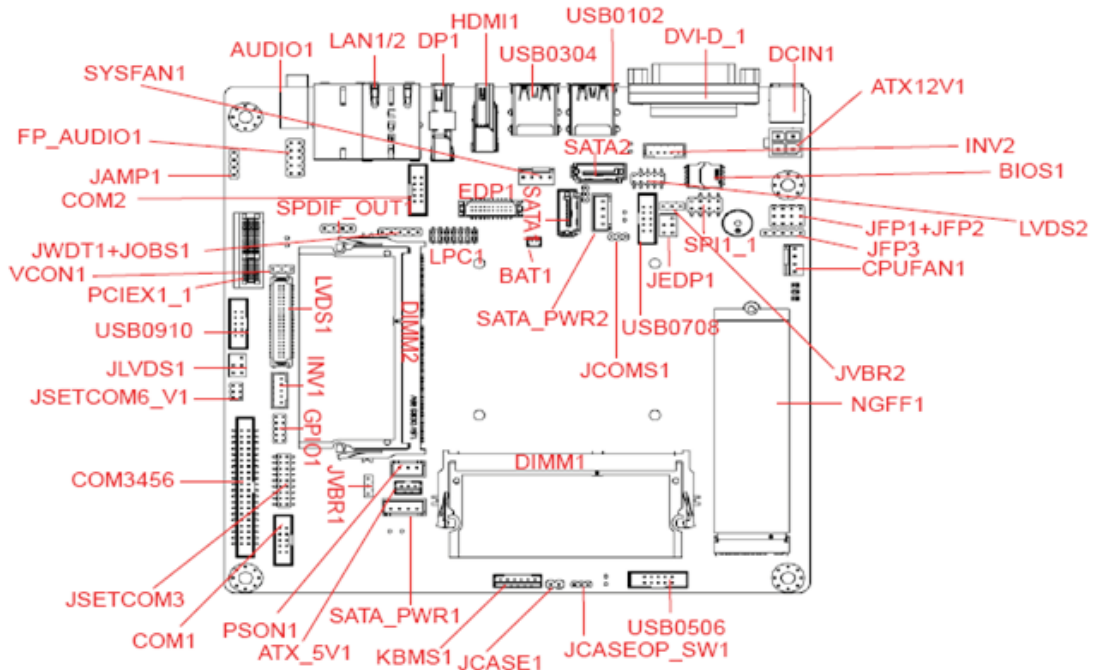 HDMI1
USB0102
AUDIO1
LAN1/2
DP1
USB0304
DVI-D_1
DCIN1
SYSFAN1
ATX12V1
FP_AUDIO1
SATA2
INV2
JAMP1
BIOS1
COM2
EDP1
SATA1
SPDIF_OUT1
JFP1+JFP2
LVDS2
JWDT1+JOBS1
LPC1
SPI1_1
JFP3
VCON1
BAT1
JEDP1
CPUFAN1
PCIEX1_1
LVDS1
DIMM2
SATA_PWR2
USB0708
USB0910
JLVDS1
INV1
JCOMS1
JVBR2
JSETCOM6_V1
NGFF1
GPIO1
COM3456
JVBR1
DIMM1
JSETCOM3
COM1
PSON1
SATA_PWR1
USB0506
ATX_5V1
KBMS1
JCASE1
JCASEOP_SW1